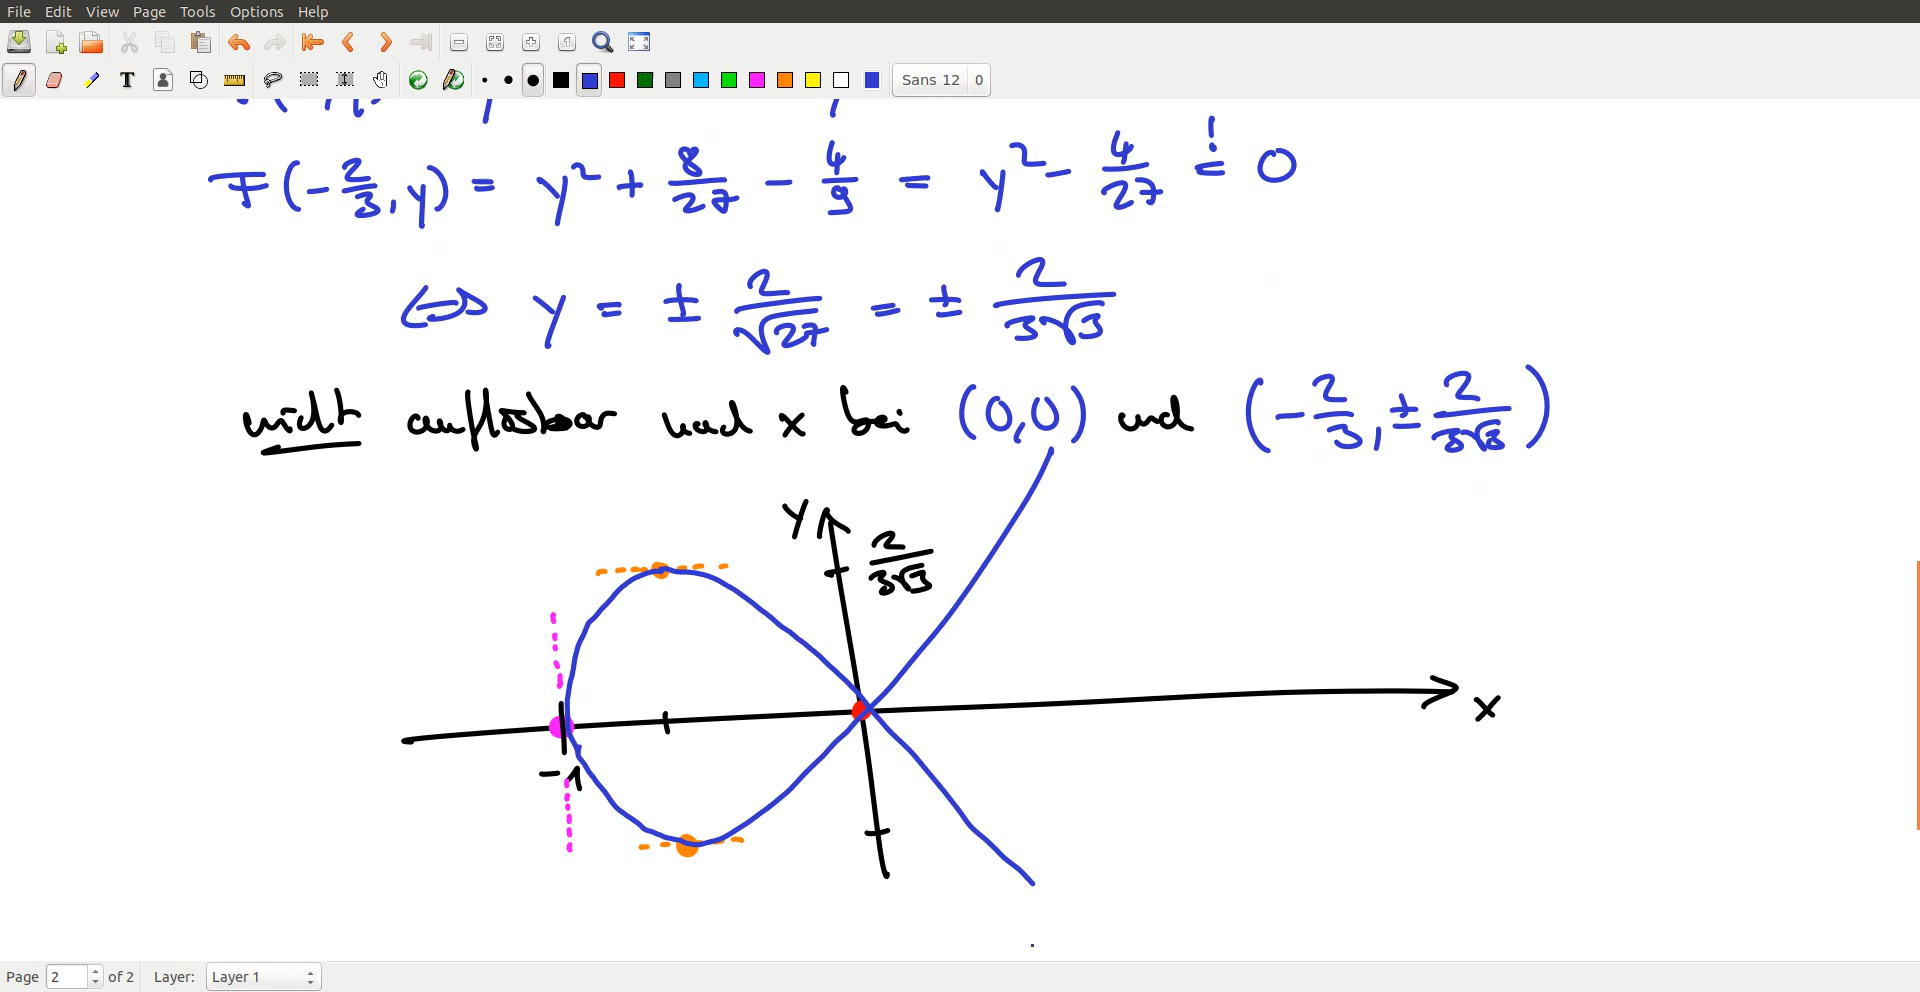 File Edit View Page Tools Options Help
Sans 12 0
F(-2/3, y) = y² + 8/27 - 4/9 = y² - 4/27 =! 0
⇔ y = ± 2/√27 = ± 2/(3√3)
nicht auflösbar nach x bei (0,0) und (-2/3, ± 2/(3√3))
y
2/(3√3)
x
-1
Page 2 of 2 Layer: Layer 1